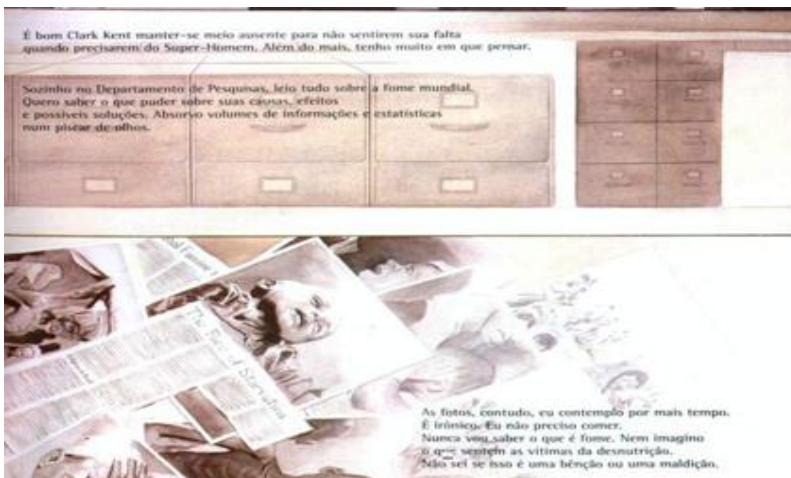 É bom Clark Kent manter-se meio ausente para não sentirem sua falta
quando precisarem do Super-Homem. Além do mais, tenho muito em que pensar.
Sozinho no Departamento de Pesquisas, leio tudo sobre a fome mundial.
Quero saber o que puder sobre suas causas, efeitos
e possíveis soluções. Absorvo volumes de informações e estatísticas
num piscar de olhos.
The Face of Starvation
As fotos, contudo, eu contemplo por mais tempo.
É irônico. Eu não preciso comer.
Nunca vou saber o que é fome. Nem imagino
o que sentem as vítimas da desnutrição.
Não sei se isso é uma bênção ou uma maldição.